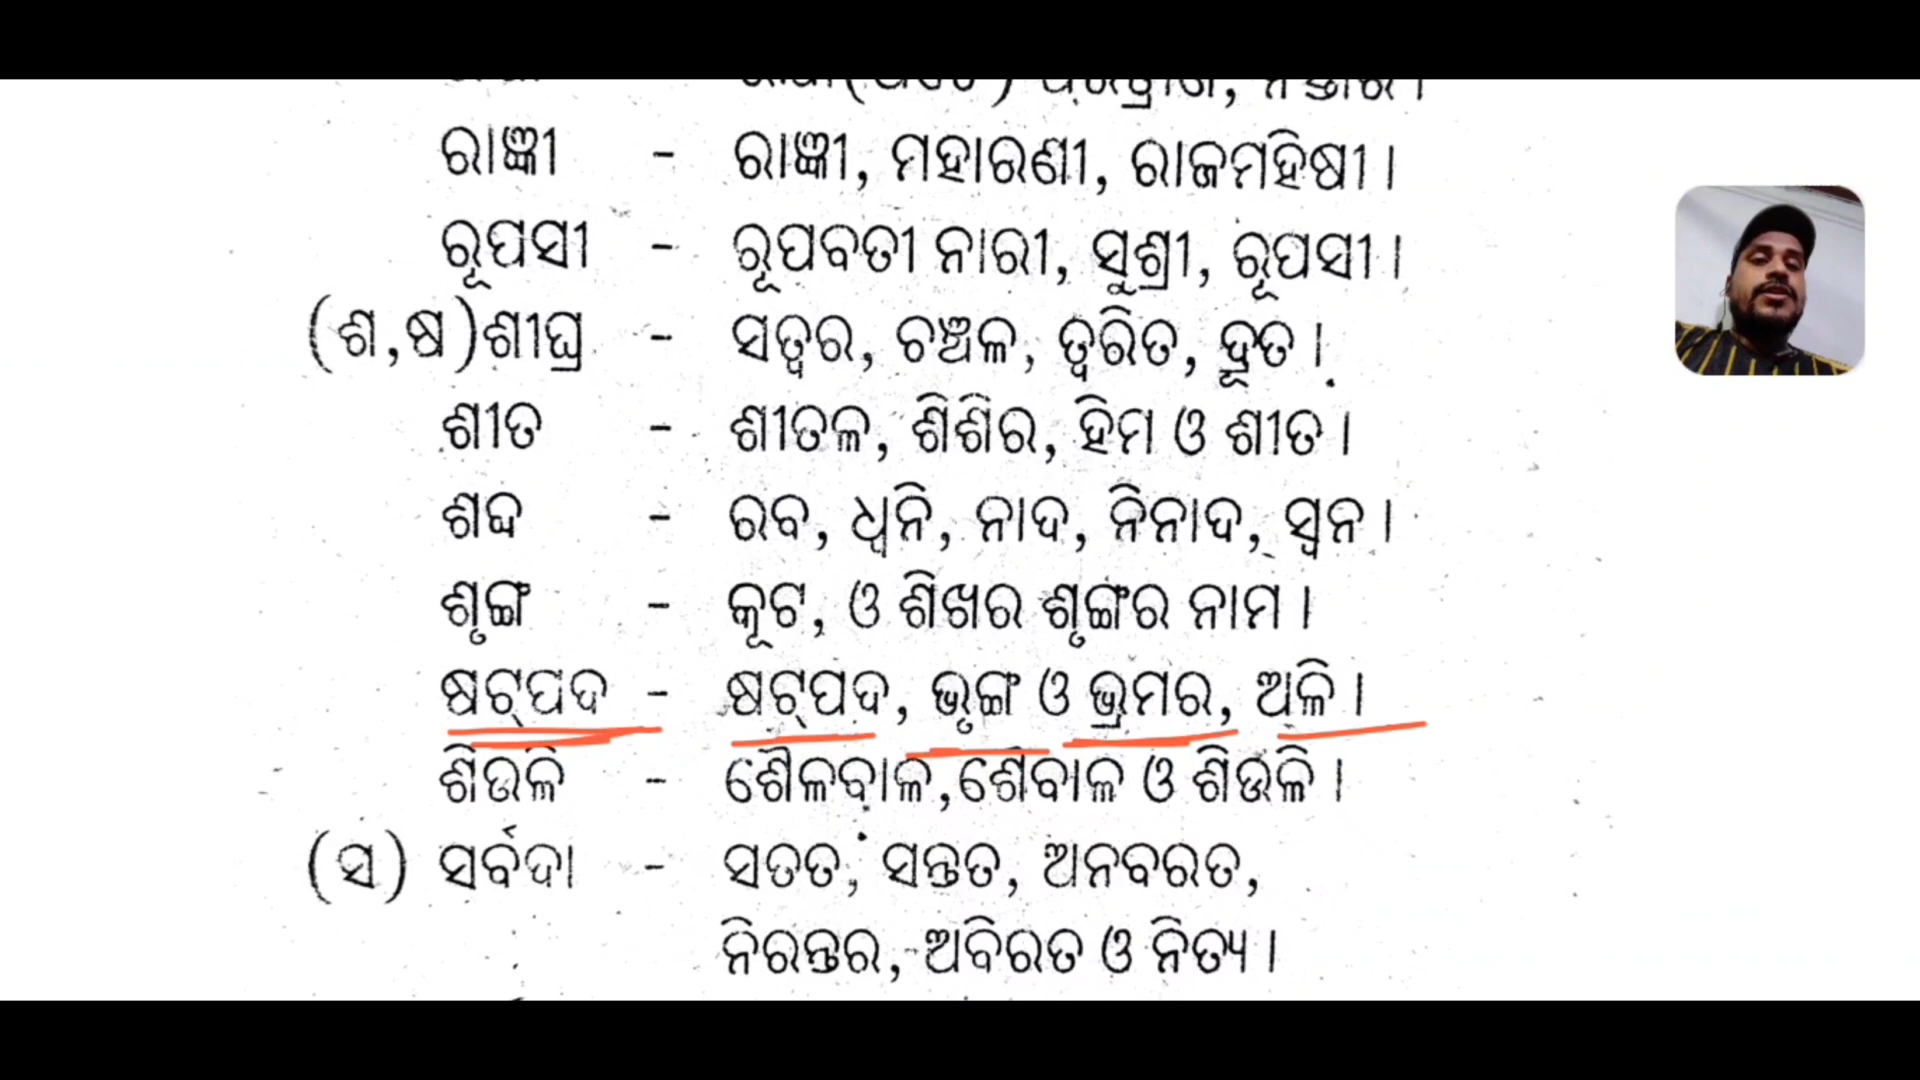 ରାଜ୍ଞୀ - ରାଜ୍ଞୀ, ମହାରଣୀ, ରାଜମହିଷୀ।
ରୂପସୀ - ରୂପବତୀ ନାରୀ, ସୁଶ୍ରୀ, ରୂପସୀ।
(ଶ,ଷ) ଶୀଘ୍ର - ସତ୍ୱର, ଚଞ୍ଚଳ, ତ୍ୱରିତ, ଦ୍ରୂତ।
ଶୀତ - ଶୀତଳ, ଶିଶିର, ହିମ ଓ ଶୀତ।
ଶବ୍ଦ - ରବ, ଧ୍ୱନି, ନାଦ, ନିନାଦ, ସ୍ୱନ।
ଶୃଙ୍ଗ - କୂଟ, ଓ ଶିଖର ଶୃଙ୍ଗର ନାମ।
ଷଟ୍‌ପଦ - ଷଟ୍‌ପଦ, ଭୃଙ୍ଗ ଓ ଭ୍ରମର, ଅଳି।
ଶିଉଳି - ଶୈଳବାଳ, ଶୈବାଳ ଓ ଶିଉଳି।
(ସ) ସର୍ବଦା - ସତତ, ସନ୍ତତ, ଅନବରତ,
ନିରନ୍ତର, ଅବିରତ ଓ ନିତ୍ୟ।